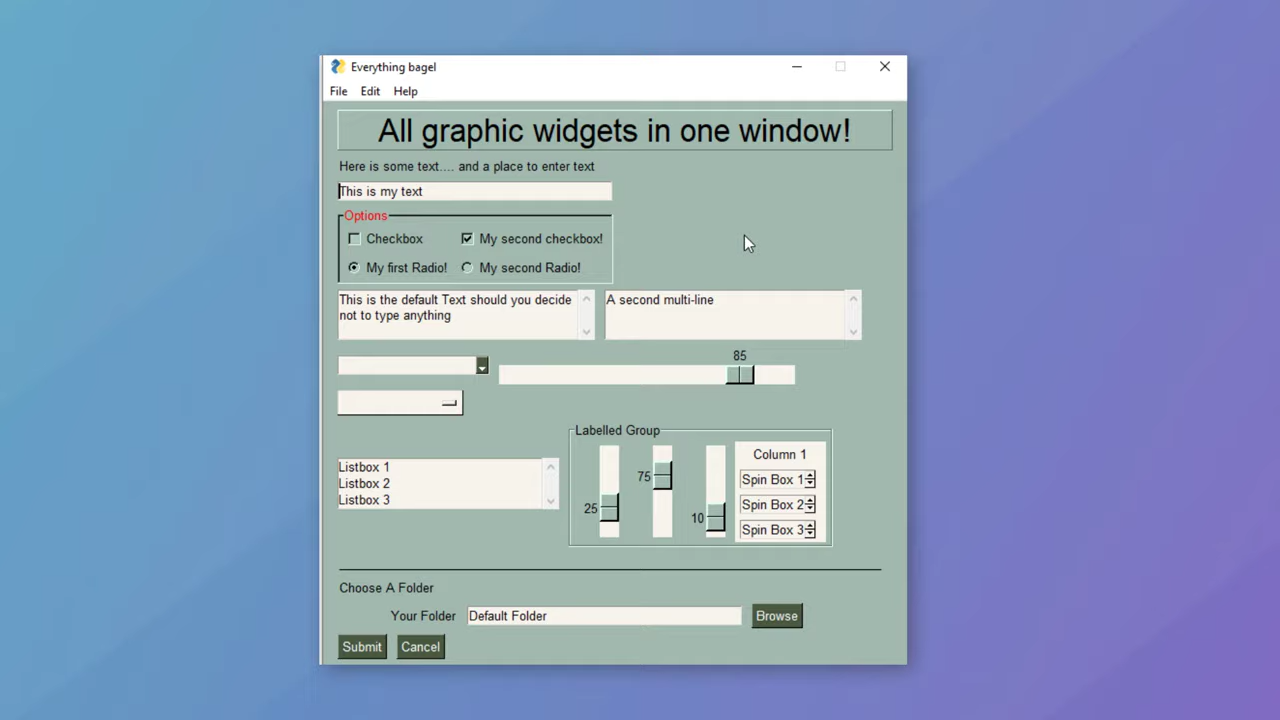 Everything bagel
File Edit Help
All graphic widgets in one window!
Here is some text.... and a place to enter text
This is my text
Options
Checkbox My second checkbox!
My first Radio! My second Radio!
This is the default Text should you decide
not to type anything
A second multi-line
85
Labelled Group
Listbox 1
Listbox 2
Listbox 3
25
75
10
Column 1
Spin Box 1
Spin Box 2
Spin Box 3
Choose A Folder
Your Folder Default Folder Browse
Submit Cancel